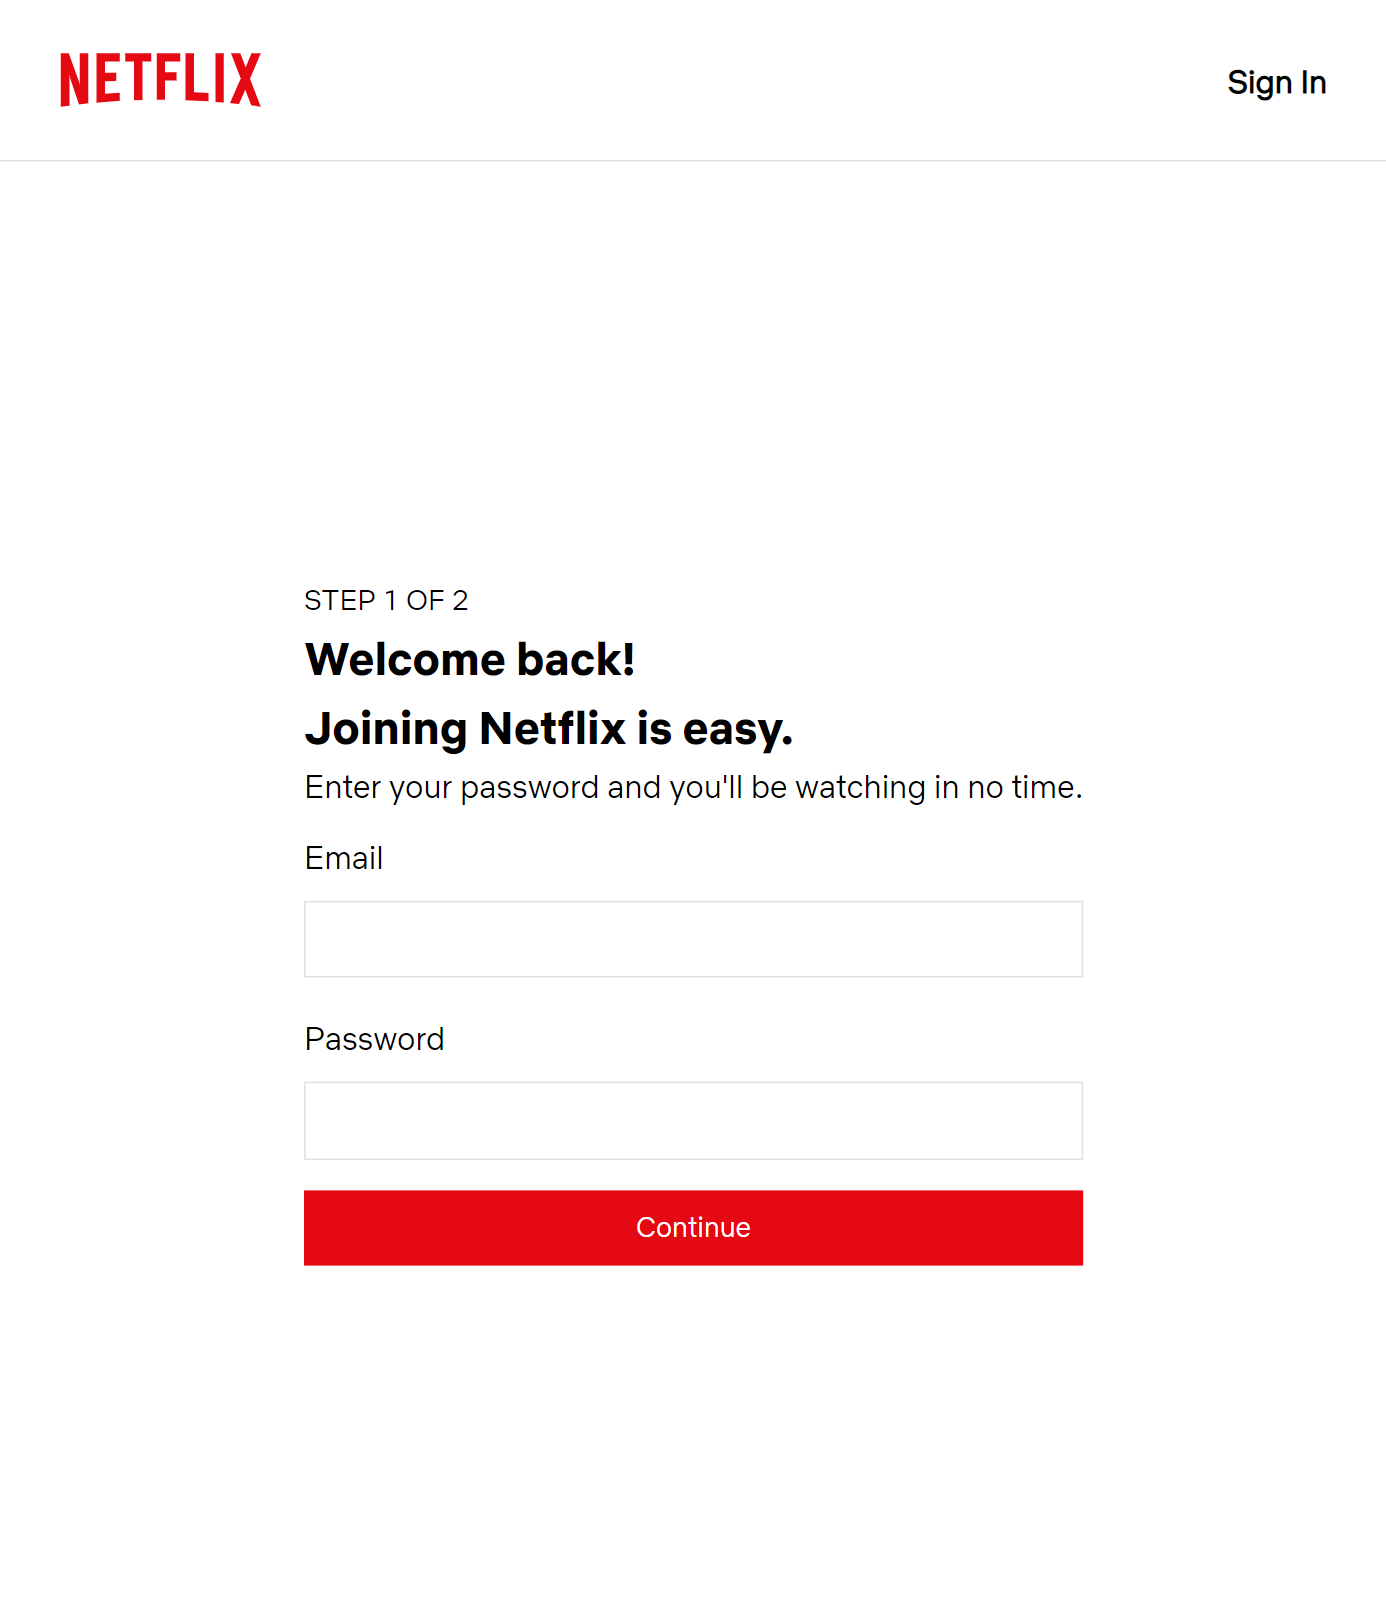 NETFLIX
Sign In
STEP 1 OF 2
Welcome back!
Joining Netflix is easy.
Enter your password and you'll be watching in no time.
Email
Password
Continue